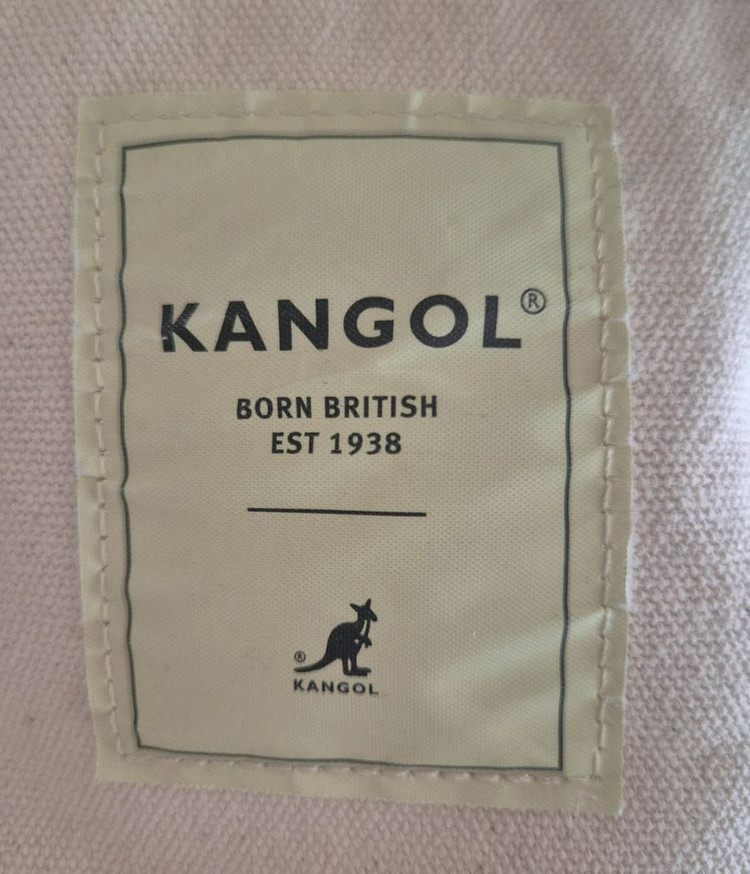 KANGOL®
BORN BRITISH
EST 1938
®
KANGOL